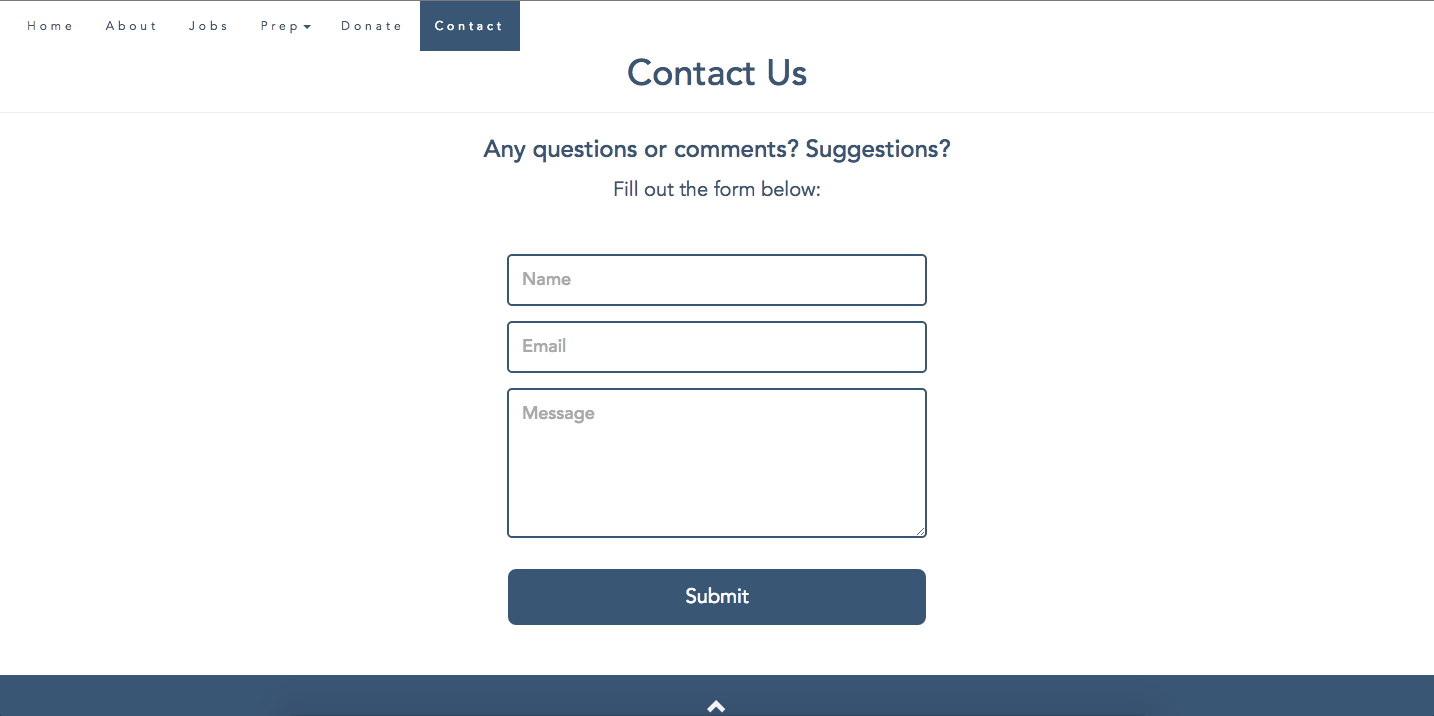 Home About Jobs Prep Donate Contact
Contact Us
Any questions or comments? Suggestions?
Fill out the form below:
Name
Email
Message
Submit